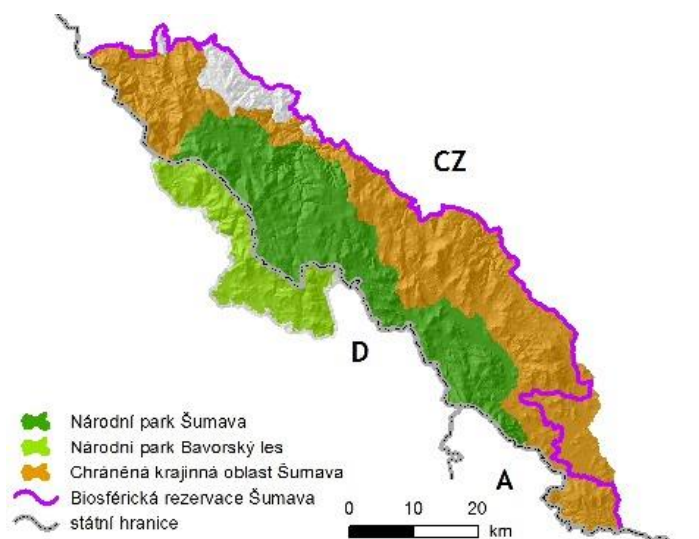 CZ
D
A
Národní park Šumava
Národní park Bavorský les
Chráněná krajinná oblast Šumava
Biosférická rezervace Šumava
státní hranice
0 10 20
km